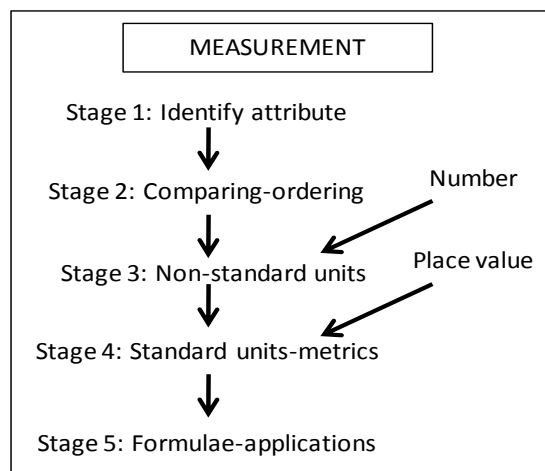 MEASUREMENT
Stage 1: Identify attribute
Stage 2: Comparing-ordering
Number
Stage 3: Non-standard units
Place value
Stage 4: Standard units-metrics
Stage 5: Formulae-applications